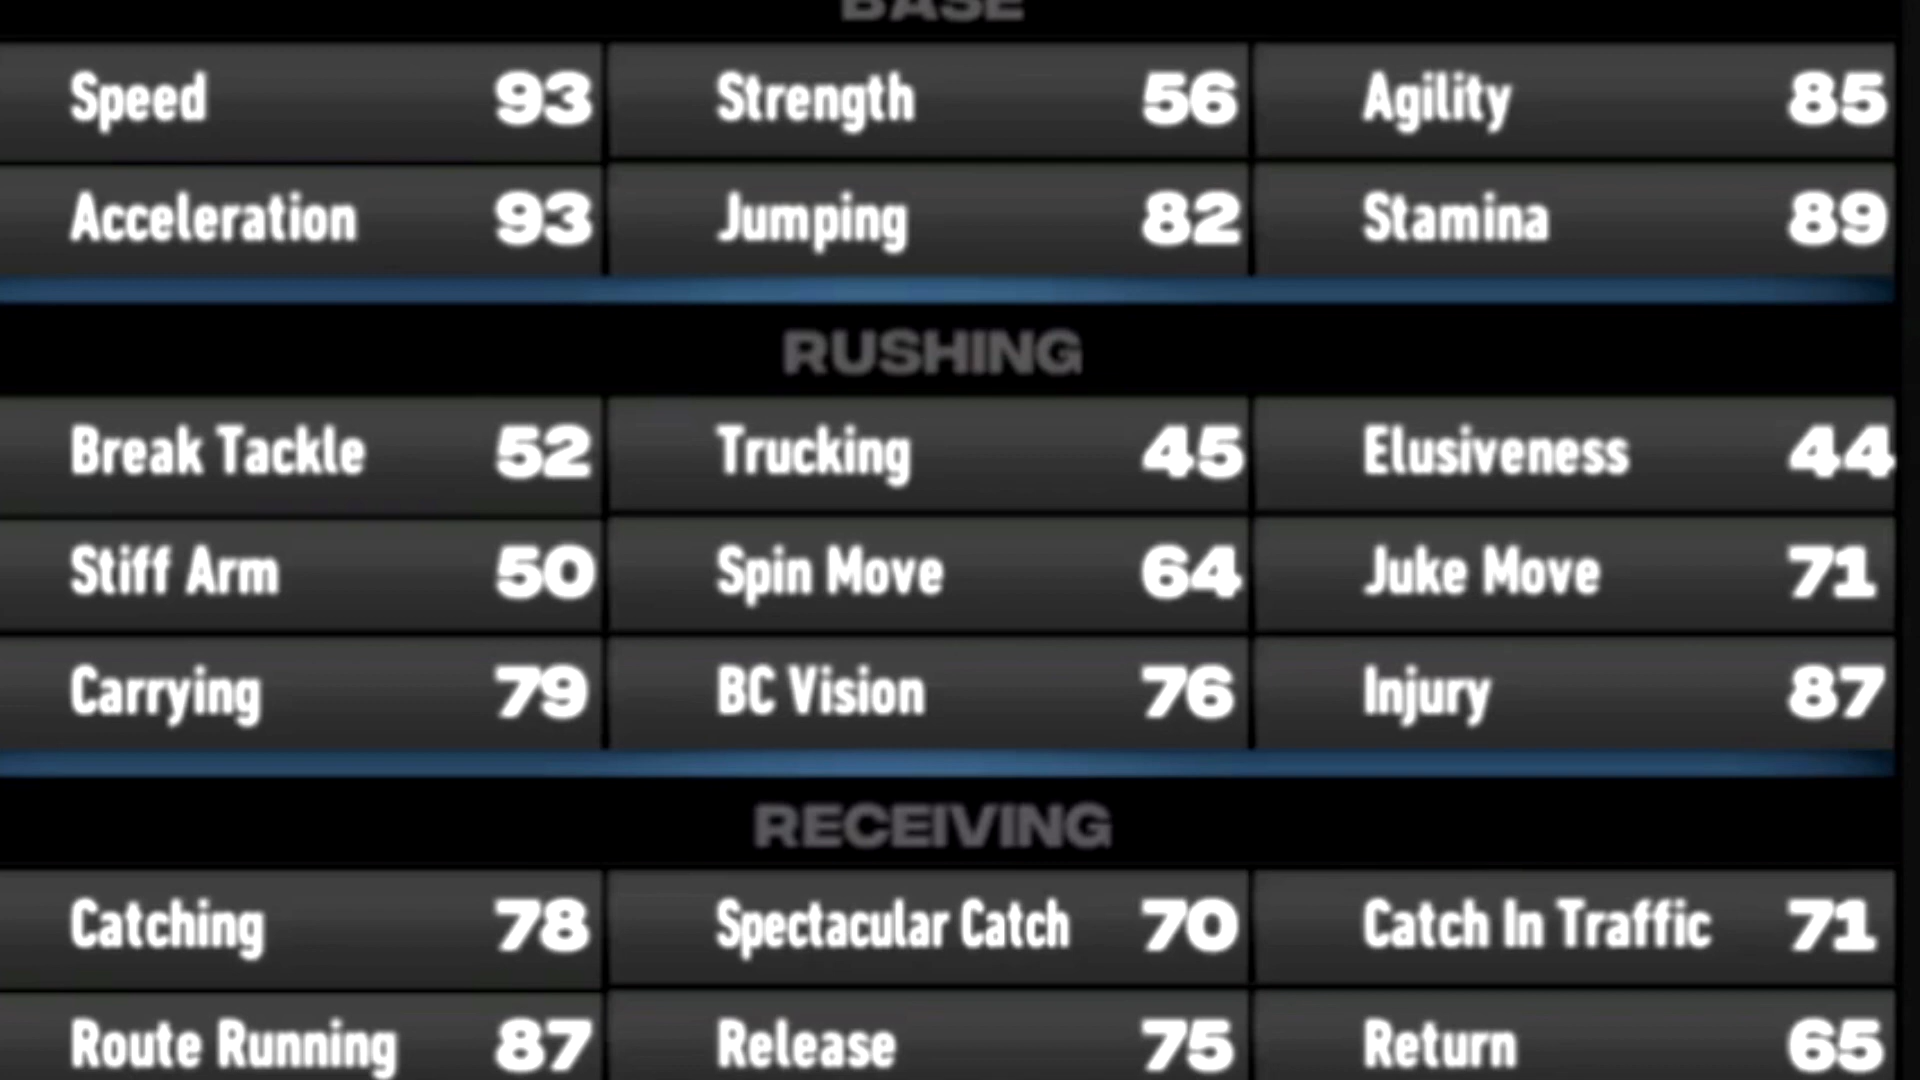 BASE
Speed 93 Strength 56 Agility 85
Acceleration 93 Jumping 82 Stamina 89
RUSHING
Break Tackle 52 Trucking 45 Elusiveness 44
Stiff Arm 50 Spin Move 64 Juke Move 71
Carrying 79 BC Vision 76 Injury 87
RECEIVING
Catching 78 Spectacular Catch 70 Catch In Traffic 71
Route Running 87 Release 75 Return 65